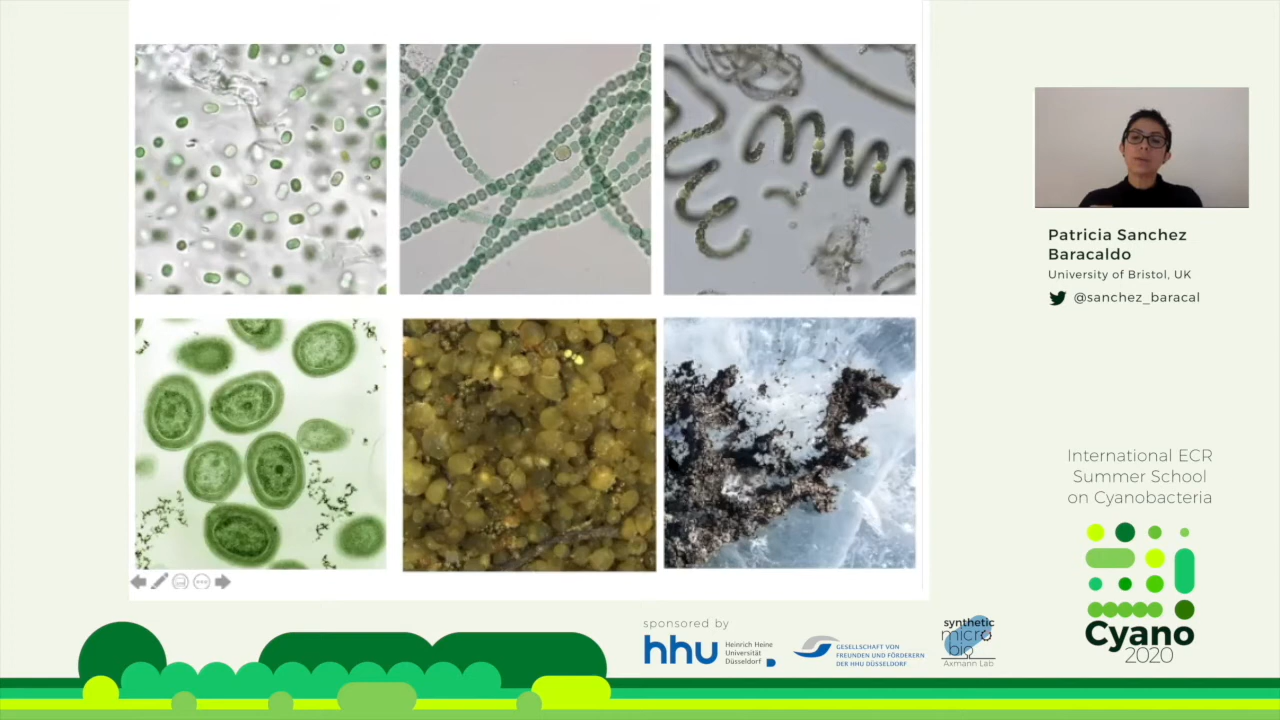 Patricia Sanchez
Baracaldo
University of Bristol, UK
@sanchez_baracal
International ECR
Summer School
on Cyanobacteria
Cyano
2020
sponsored by
hhu Heinrich Heine
Universität
Düsseldorf
GESELLSCHAFT VON
FREUNDEN UND FÖRDERERN
DER HHU DÜSSELDORF
synthetic
micro
bio
Axmann Lab